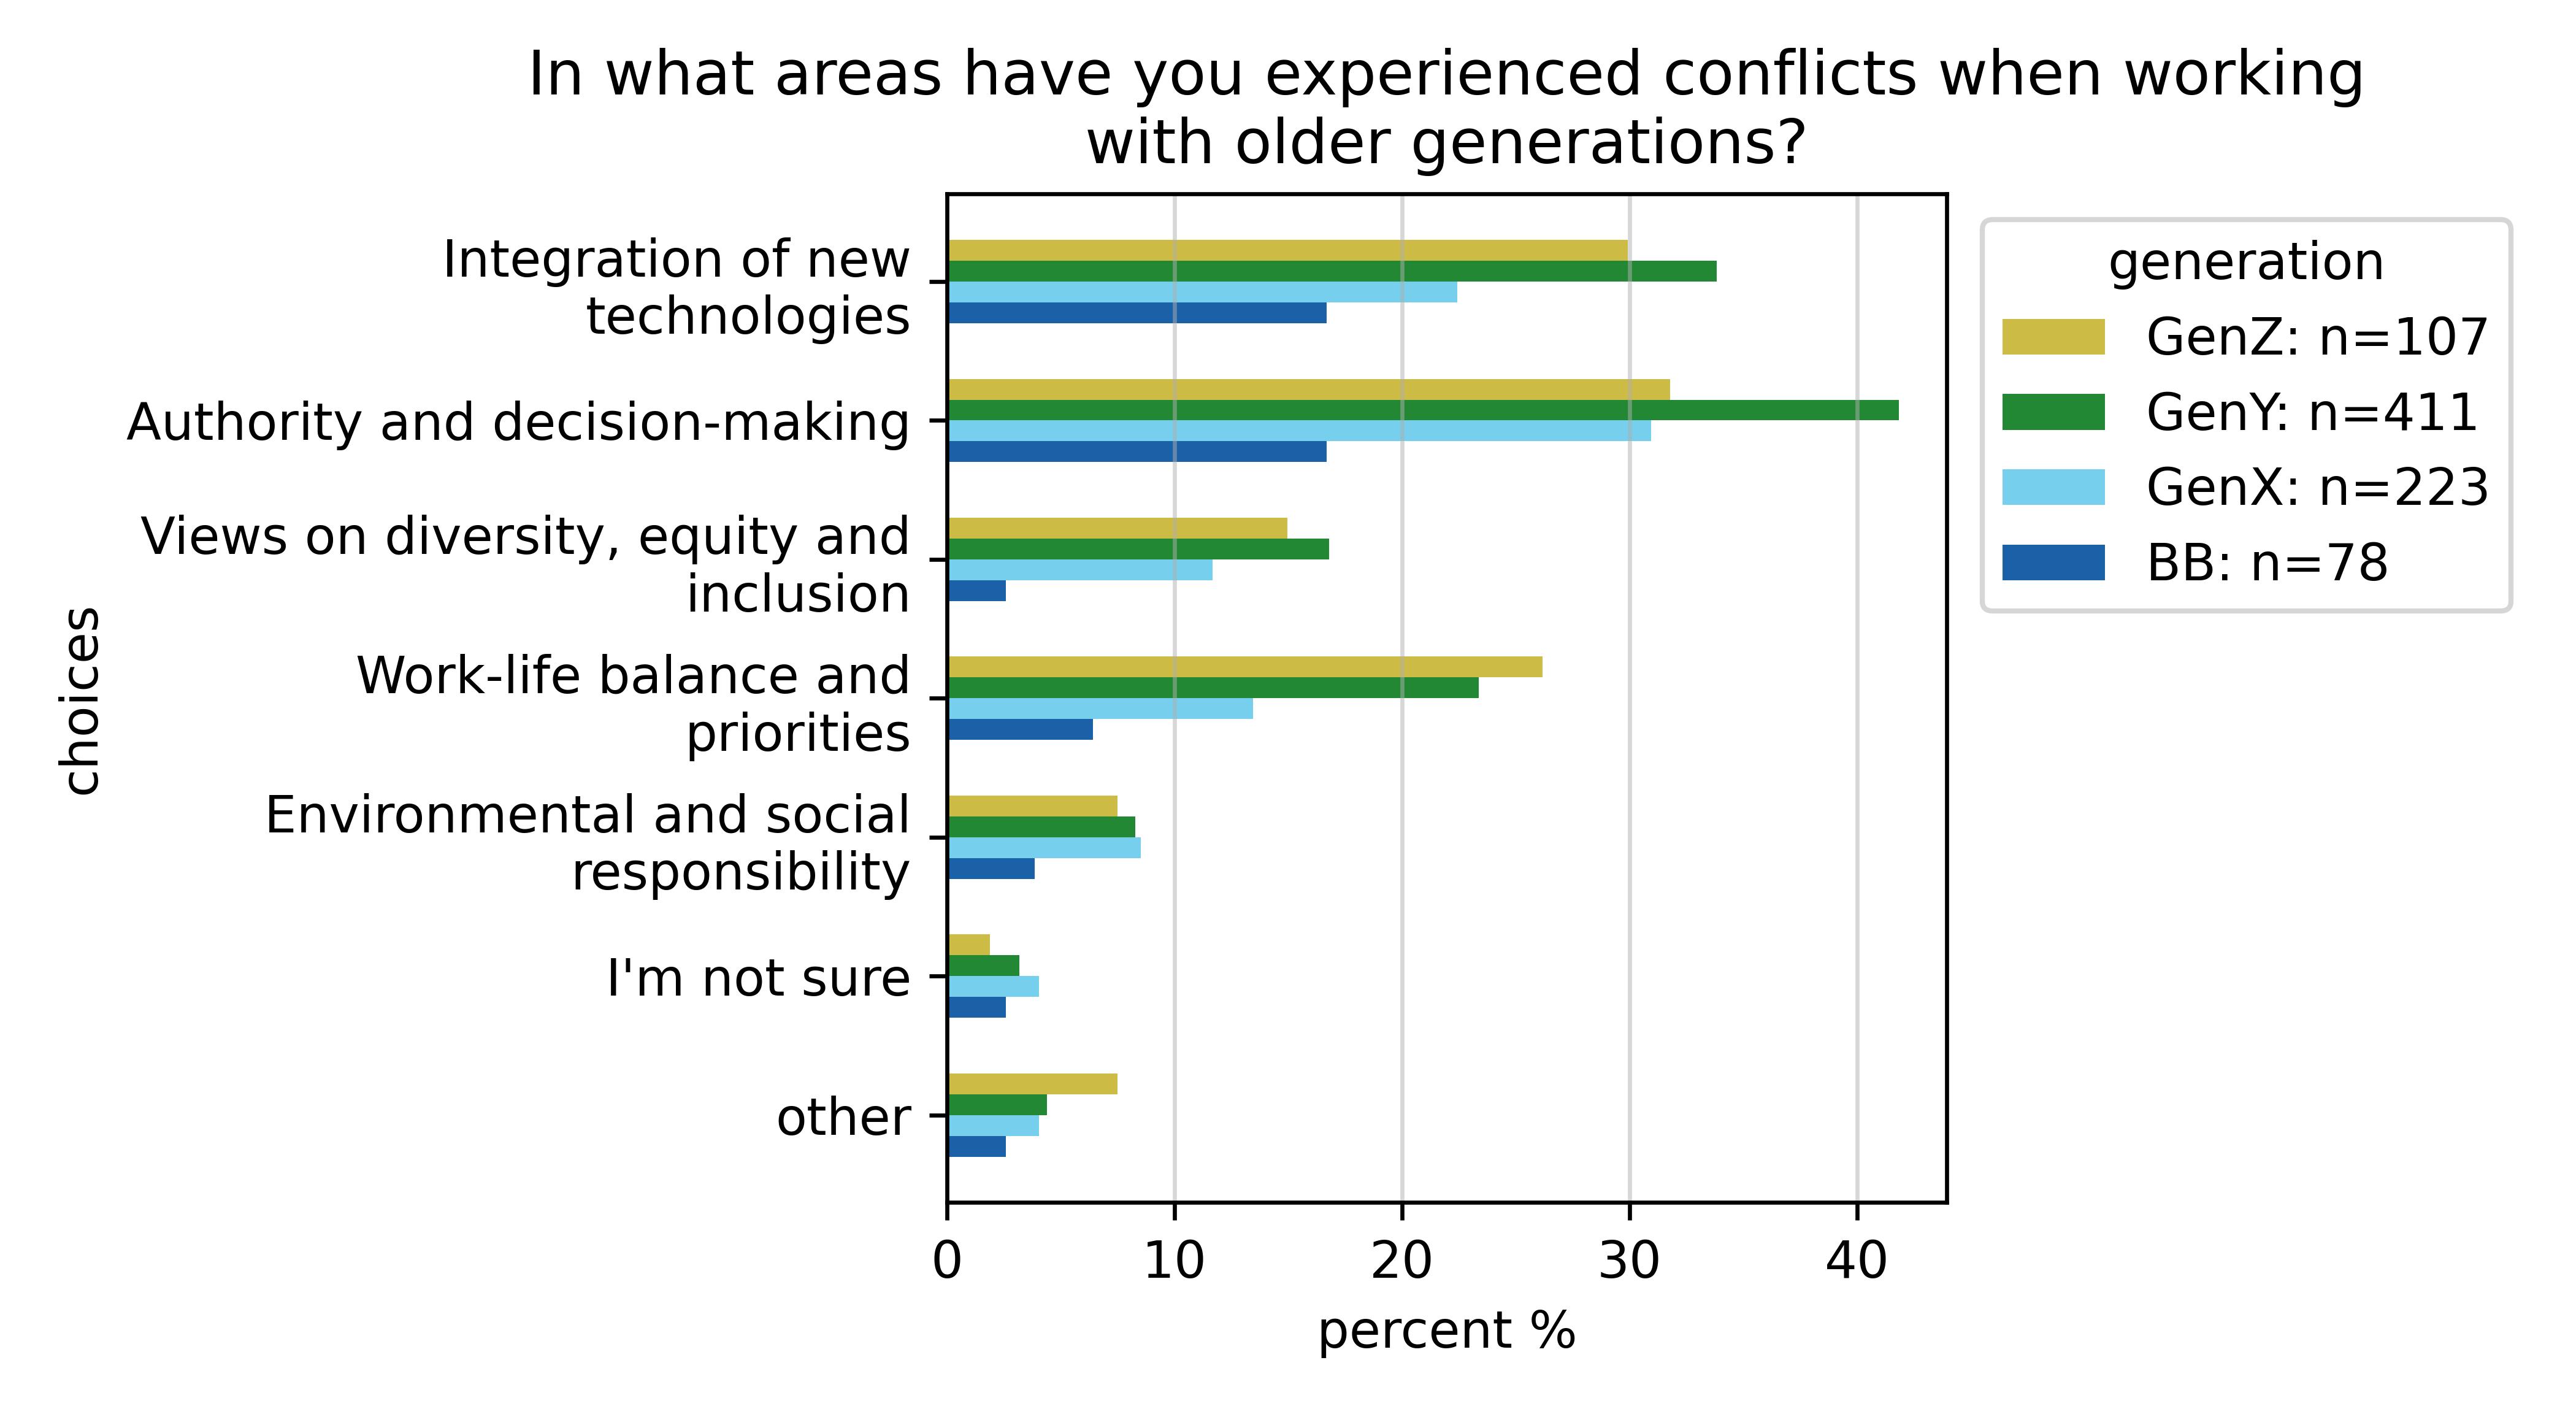 In what areas have you experienced conflicts when working
with older generations?
choices
Integration of new
technologies
Authority and decision-making
Views on diversity, equity and
inclusion
Work-life balance and
priorities
Environmental and social
responsibility
I'm not sure
other
0 10 20 30 40
percent %
generation
GenZ: n=107
GenY: n=411
GenX: n=223
BB: n=78